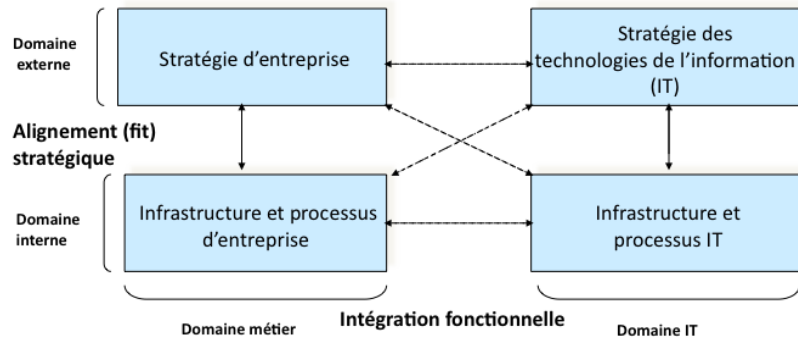 Domaine
externe
Stratégie d'entreprise
Stratégie des
technologies de l'information
(IT)
Alignement (fit)
stratégique
Domaine
interne
Infrastructure et processus
d'entreprise
Infrastructure et
processus IT
Domaine métier
Intégration fonctionnelle
Domaine IT